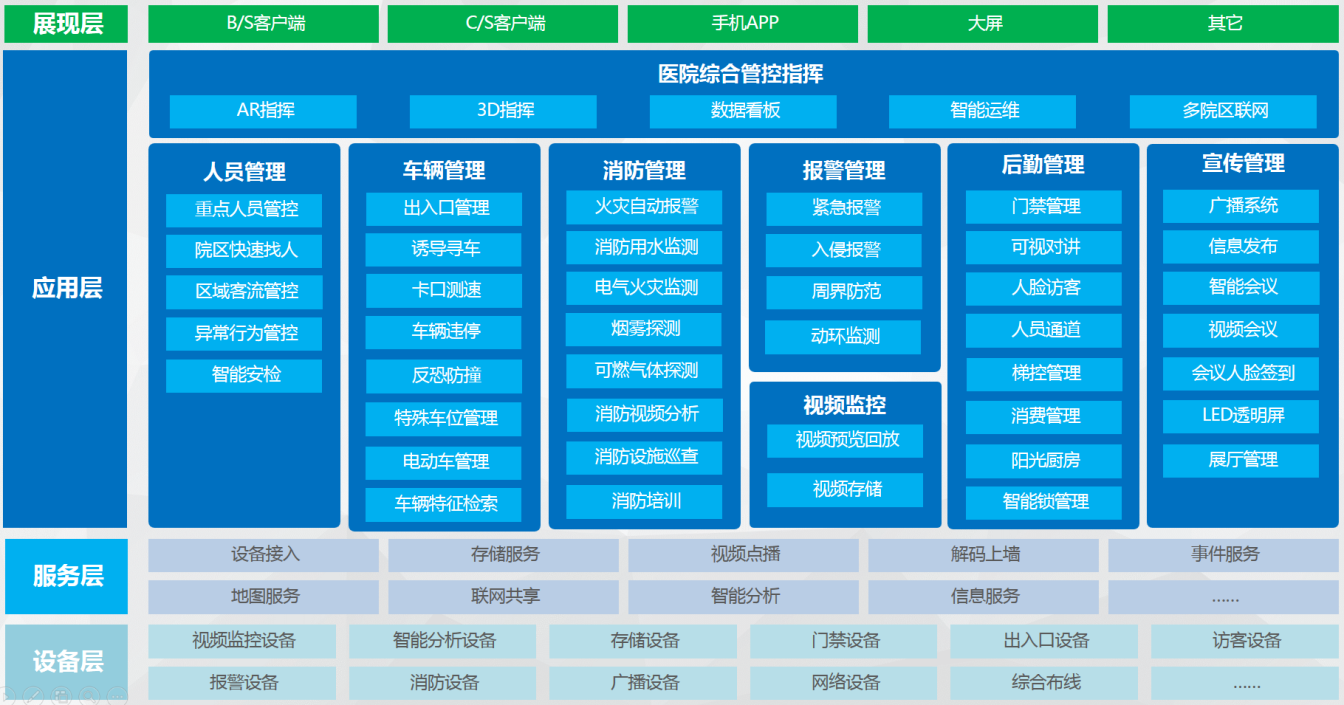 展现层
B/S客户端
C/S客户端
手机APP
大屏
其它
应用层
医院综合管控指挥
AR指挥
3D指挥
数据看板
智能运维
多院区联网
人员管理
重点人员管控
院区快速找人
区域客流管控
异常行为管控
智能安检
车辆管理
出入口管理
诱导寻车
卡口测速
车辆违停
反恐防撞
特殊车位管理
电动车管理
车辆特征检索
消防管理
火灾自动报警
消防用水监测
电气火灾监测
烟雾探测
可燃气体探测
消防视频分析
消防设施巡查
消防培训
报警管理
紧急报警
入侵报警
周界防范
动环监测
视频监控
视频预览回放
视频存储
后勤管理
门禁管理
可视对讲
人脸访客
人员通道
梯控管理
消费管理
阳光厨房
智能锁管理
宣传管理
广播系统
信息发布
智能会议
视频会议
会议人脸签到
LED透明屏
展厅管理
服务层
设备接入
存储服务
视频点播
解码上墙
事件服务
地图服务
联网共享
智能分析
信息服务
......
设备层
视频监控设备
智能分析设备
存储设备
门禁设备
出入口设备
访客设备
报警设备
消防设备
广播设备
网络设备
综合布线
......